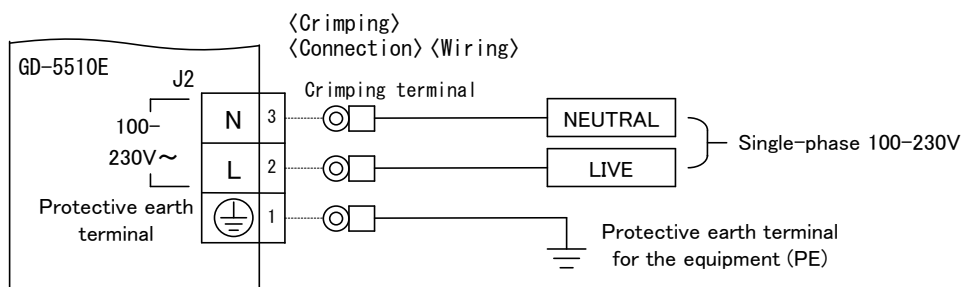 〈Crimping〉
〈Connection〉〈Wiring〉
GD-5510E
J2
Crimping terminal
N 3
NEUTRAL
100-
230V～
Single-phase 100-230V
L 2
LIVE
Protective earth
terminal
1
Protective earth terminal
for the equipment (PE)